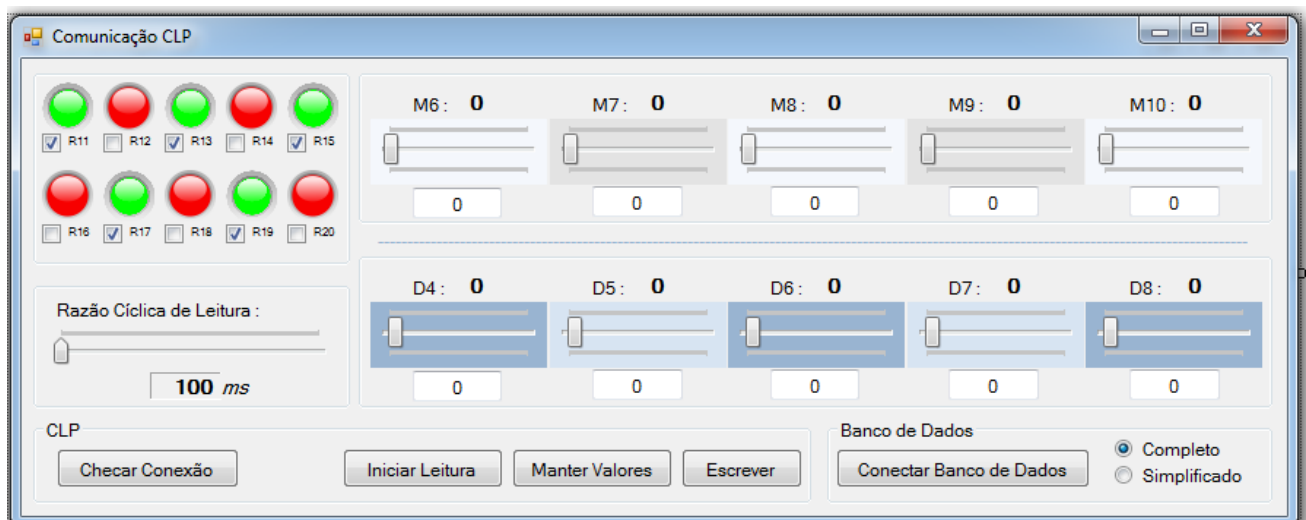 Comunicação CLP
R11 R12 R13 R14 R15
R16 R17 R18 R19 R20
M6 : 0 M7 : 0 M8 : 0 M9 : 0 M10 : 0
0 0 0 0 0
D4 : 0 D5 : 0 D6 : 0 D7 : 0 D8 : 0
0 0 0 0 0
Razão Cíclica de Leitura :
100 ms
CLP
Checar Conexão Iniciar Leitura Manter Valores Escrever
Banco de Dados
Conectar Banco de Dados
Completo
Simplificado